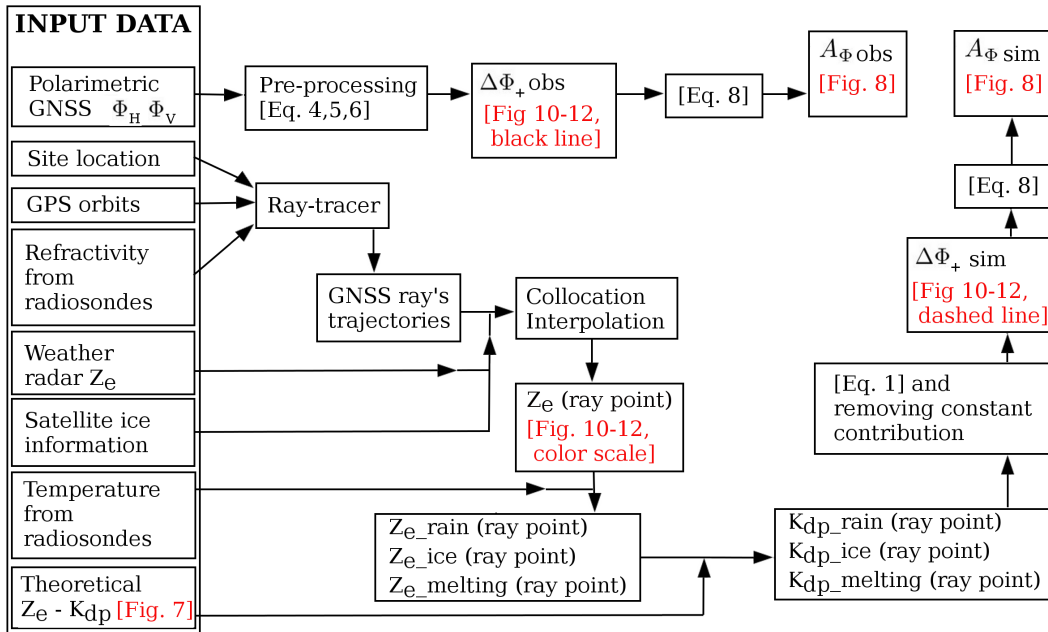 INPUT DATA
Polarimetric
GNSS Φ_H Φ_V
Site location
GPS orbits
Refractivity
from
radiosondes
Weather
radar Z_e
Satellite ice
information
Temperature
from
radiosondes
Theoretical
Z_e - K_dp [Fig. 7]
Pre-processing
[Eq. 4,5,6]
ΔΦ_+ obs
[Fig 10-12,
black line]
[Eq. 8]
A_Φ obs
[Fig. 8]
Ray-tracer
GNSS ray's
trajectories
Collocation
Interpolation
Z_e (ray point)
[Fig. 10-12,
color scale]
Z_e_rain (ray point)
Z_e_ice (ray point)
Z_e_melting (ray point)
K_dp_rain (ray point)
K_dp_ice (ray point)
K_dp_melting (ray point)
[Eq. 1] and
removing constant
contribution
ΔΦ_+ sim
[Fig 10-12,
dashed line]
[Eq. 8]
A_Φ sim
[Fig. 8]